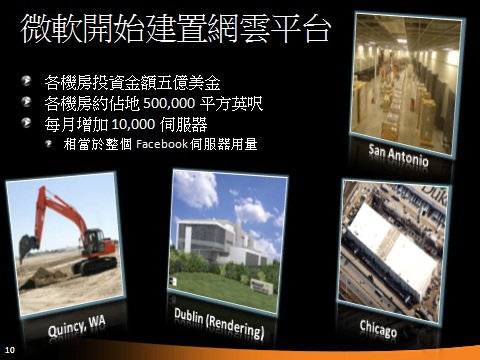 微軟開始建置網雲平台
各機房投資金額五億美金
各機房約佔地 500,000 平方英呎
每月增加 10,000 伺服器
相當於整個 Facebook 伺服器用量
San Antonio
Quincy, WA
Dublin (Rendering)
Chicago
10